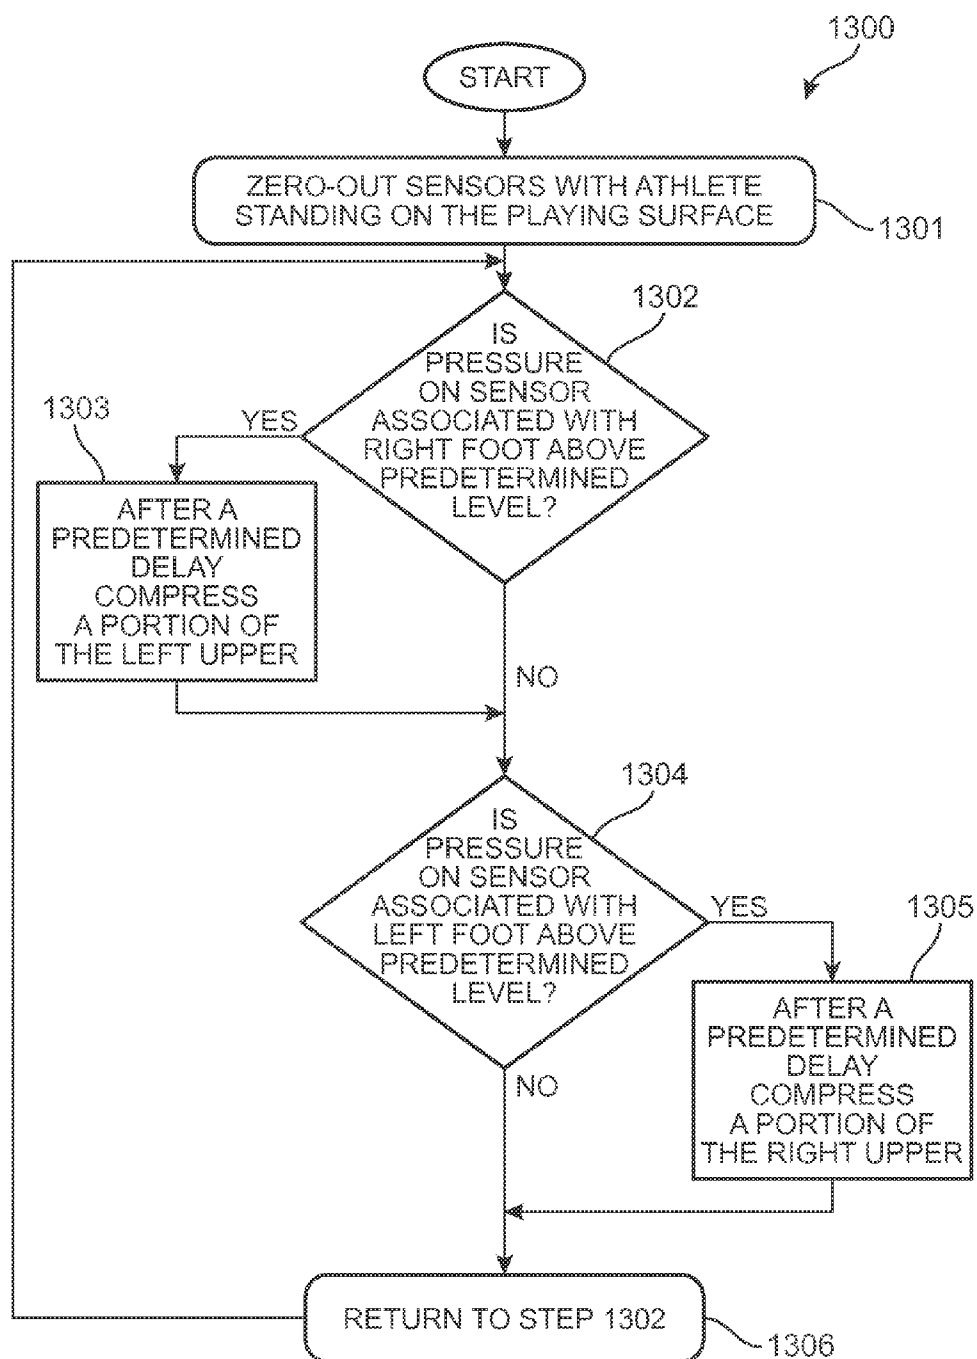 1300
START
ZERO-OUT SENSORS WITH ATHLETE
STANDING ON THE PLAYING SURFACE
1301
1302
IS
PRESSURE
ON SENSOR
ASSOCIATED WITH
RIGHT FOOT ABOVE
PREDETERMINED
LEVEL?
YES
1303
AFTER A
PREDETERMINED
DELAY
COMPRESS
A PORTION OF
THE LEFT UPPER
NO
1304
IS
PRESSURE
ON SENSOR
ASSOCIATED WITH
LEFT FOOT ABOVE
PREDETERMINED
LEVEL?
YES
1305
AFTER A
PREDETERMINED
DELAY
COMPRESS
A PORTION OF
THE RIGHT UPPER
NO
RETURN TO STEP 1302
1306